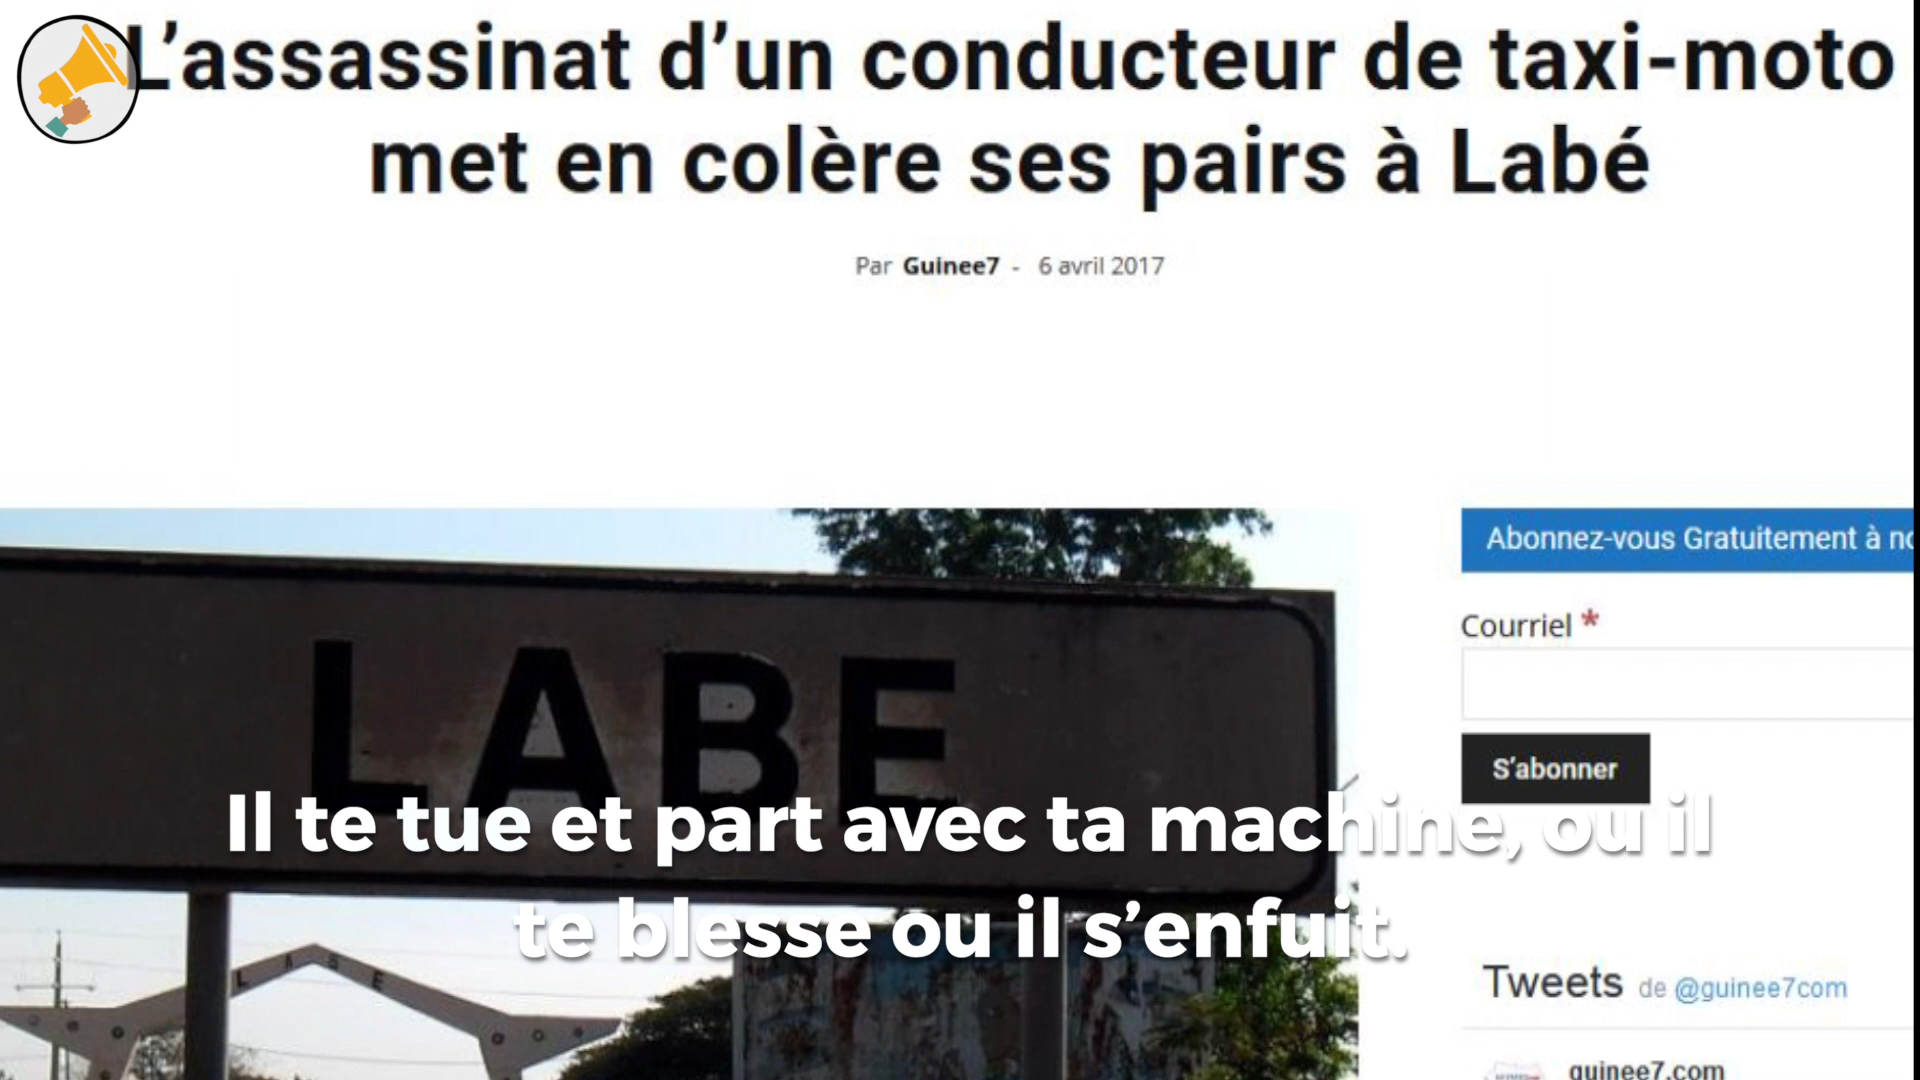 L’assassinat d’un conducteur de taxi-moto
met en colère ses pairs à Labé
Par Guinee7 - 6 avril 2017
Abonnez-vous Gratuitement à
Courriel *
S’abonner
LABE
Il te tue et part avec ta machine, ou il
te blesse ou il s’enfuit.
L A B E
Tweets de @guinee7com
guinee7.com